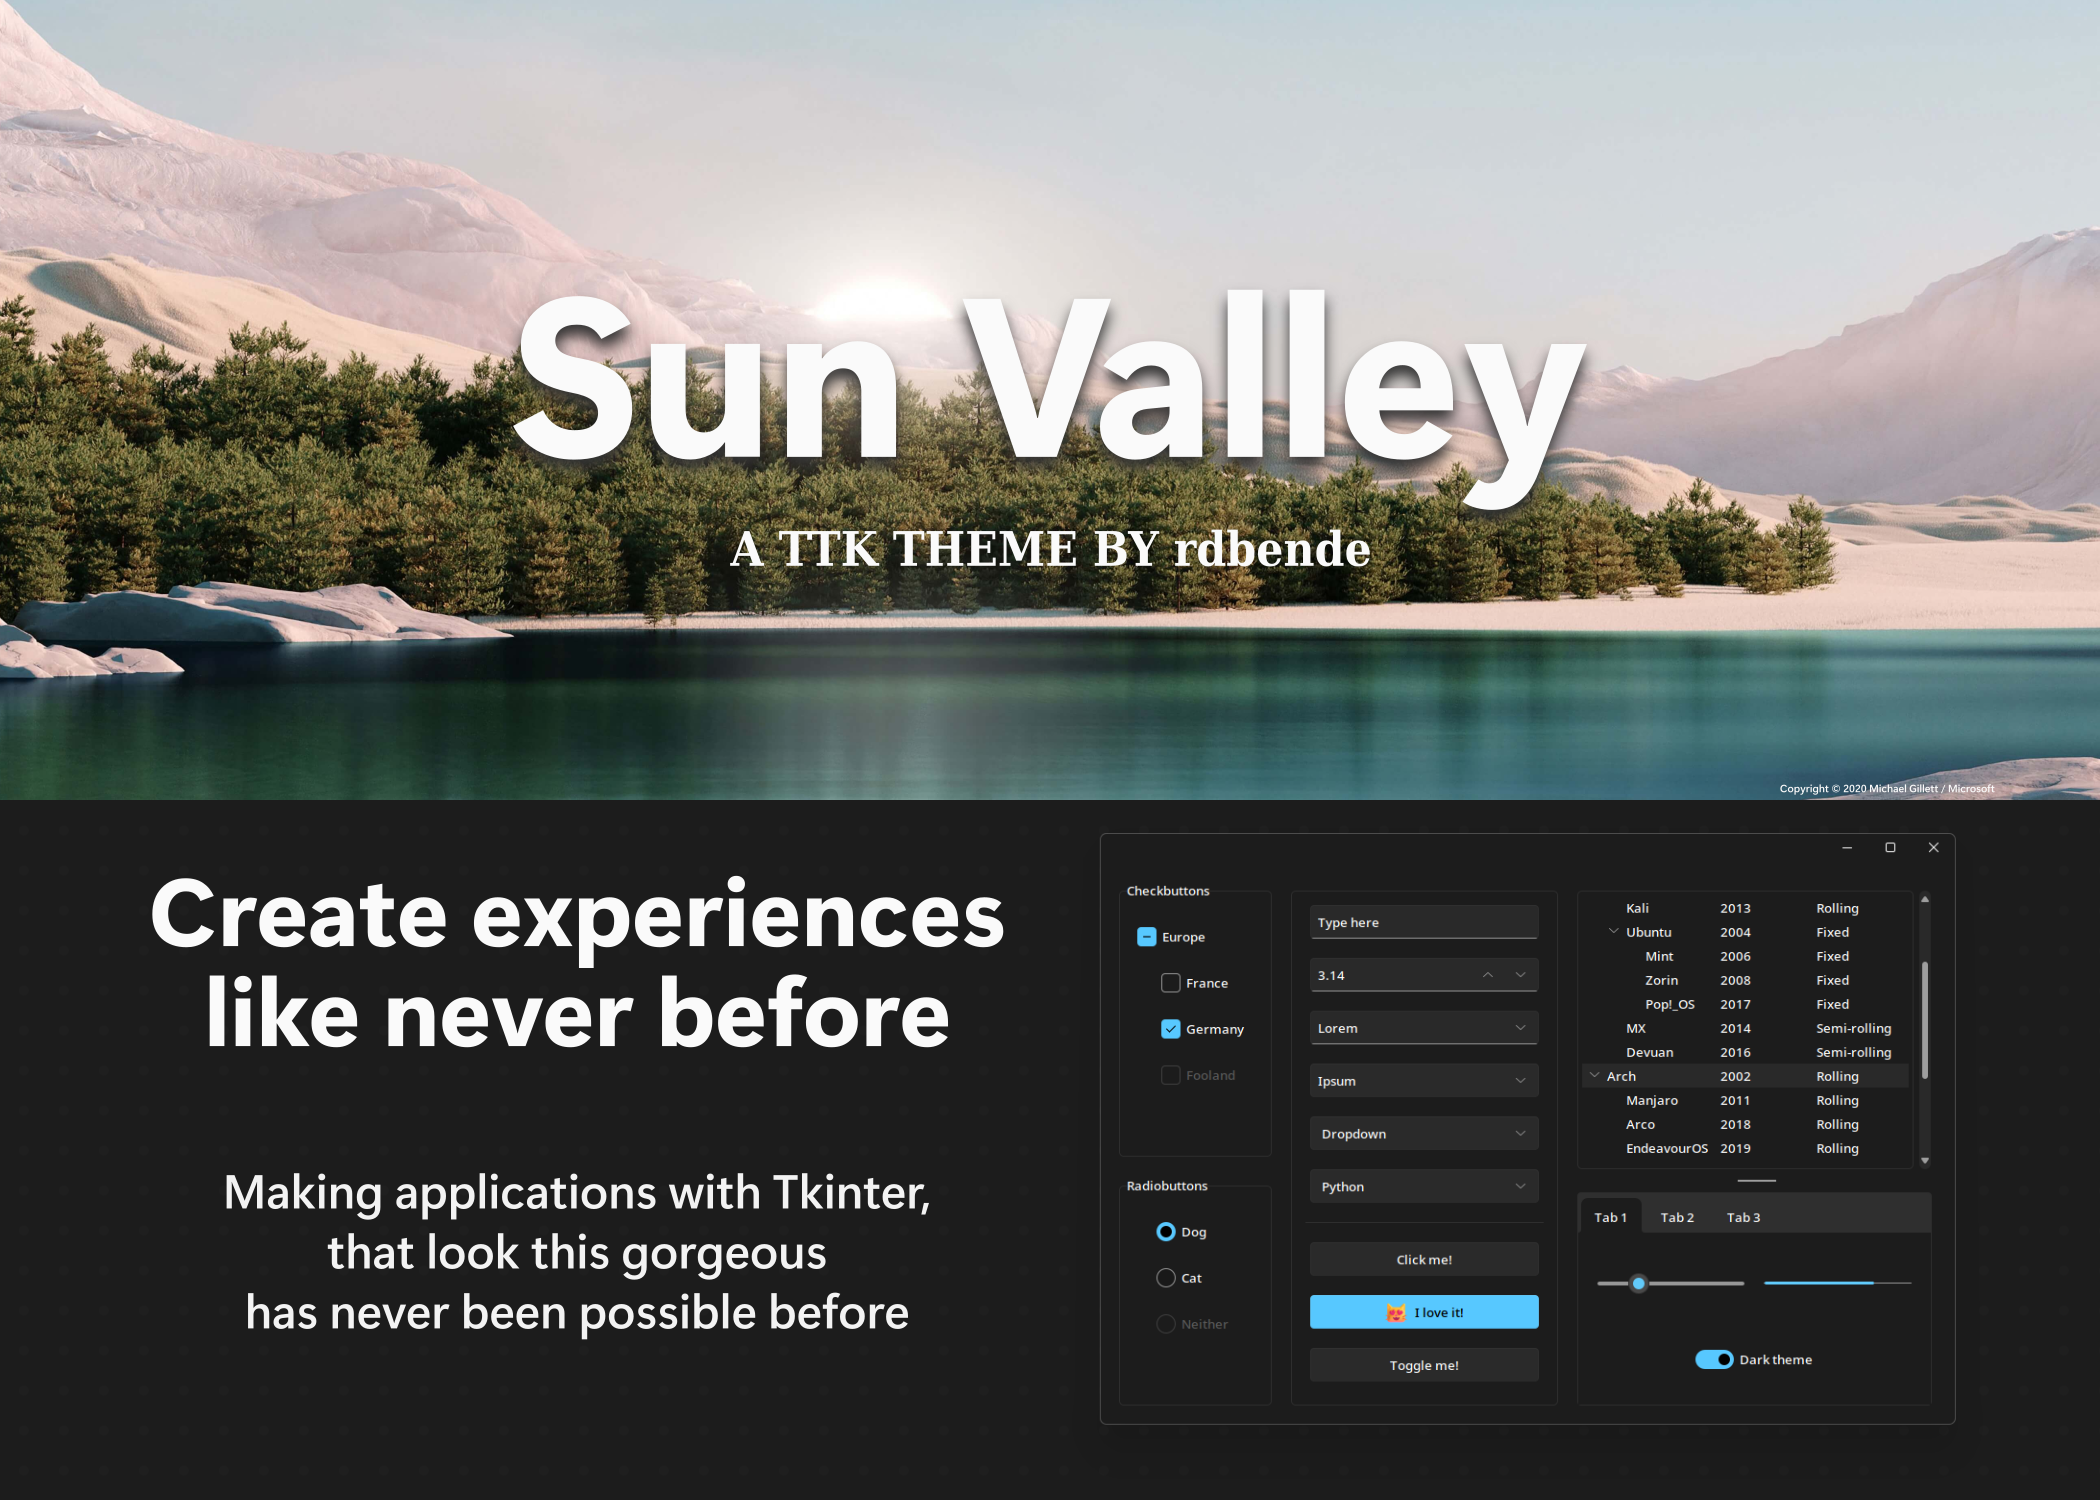 Sun Valley
A TTK THEME BY rdbende
Copyright © 2020 Michael Gillett / Microsoft
Create experiences
like never before
Making applications with Tkinter,
that look this gorgeous
has never been possible before
Checkbuttons
Europe
France
Germany
Fooland
Radiobuttons
Dog
Cat
Neither
Type here
3.14
Lorem
Ipsum
Dropdown
Python
Click me!
I love it!
Toggle me!
Kali 2013 Rolling
Ubuntu 2004 Fixed
Mint 2006 Fixed
Zorin 2008 Fixed
Pop!_OS 2017 Fixed
MX 2014 Semi-rolling
Devuan 2016 Semi-rolling
Arch 2002 Rolling
Manjaro 2011 Rolling
Arco 2018 Rolling
EndeavourOS 2019 Rolling
Tab 1 Tab 2 Tab 3
Dark theme